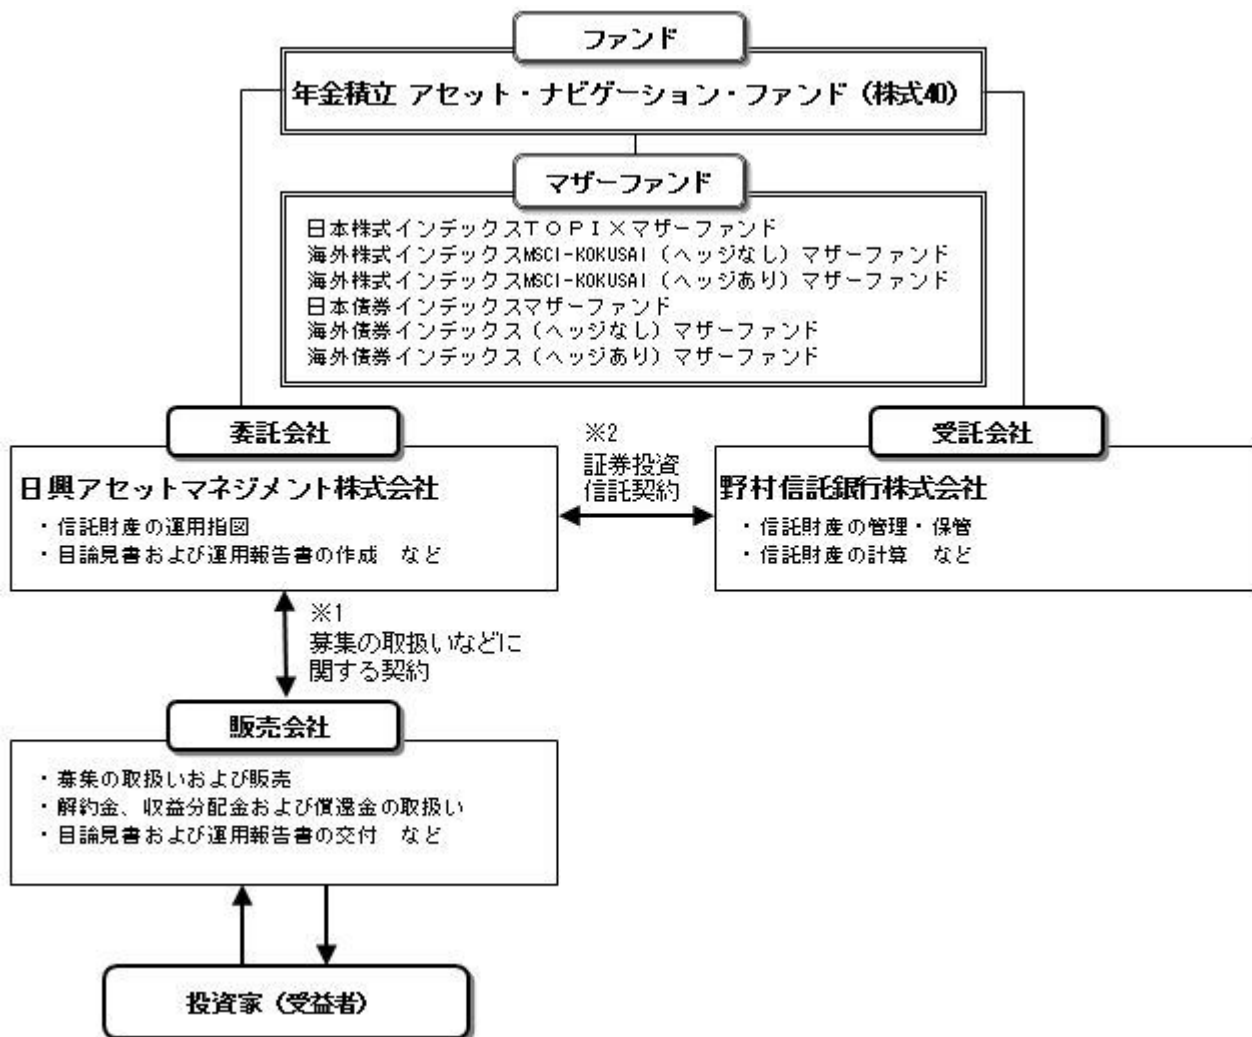 ファンド
年金積立 アセット・ナビゲーション・ファンド（株式40）
マザーファンド
日本株式インデックスＴＯＰＩＸマザーファンド
海外株式インデックスMSCI-KOKUSAI（ヘッジなし）マザーファンド
海外株式インデックスMSCI-KOKUSAI（ヘッジあり）マザーファンド
日本債券インデックスマザーファンド
海外債券インデックス（ヘッジなし）マザーファンド
海外債券インデックス（ヘッジあり）マザーファンド
委託会社
日興アセットマネジメント株式会社
・信託財産の運用指図
・目論見書および運用報告書の作成　など
※2
証券投資
信託契約
受託会社
野村信託銀行株式会社
・信託財産の管理・保管
・信託財産の計算　など
※1
募集の取扱いなどに
関する契約
販売会社
・募集の取扱いおよび販売
・解約金、収益分配金および償還金の取扱い
・目論見書および運用報告書の交付　など
投資家（受益者）